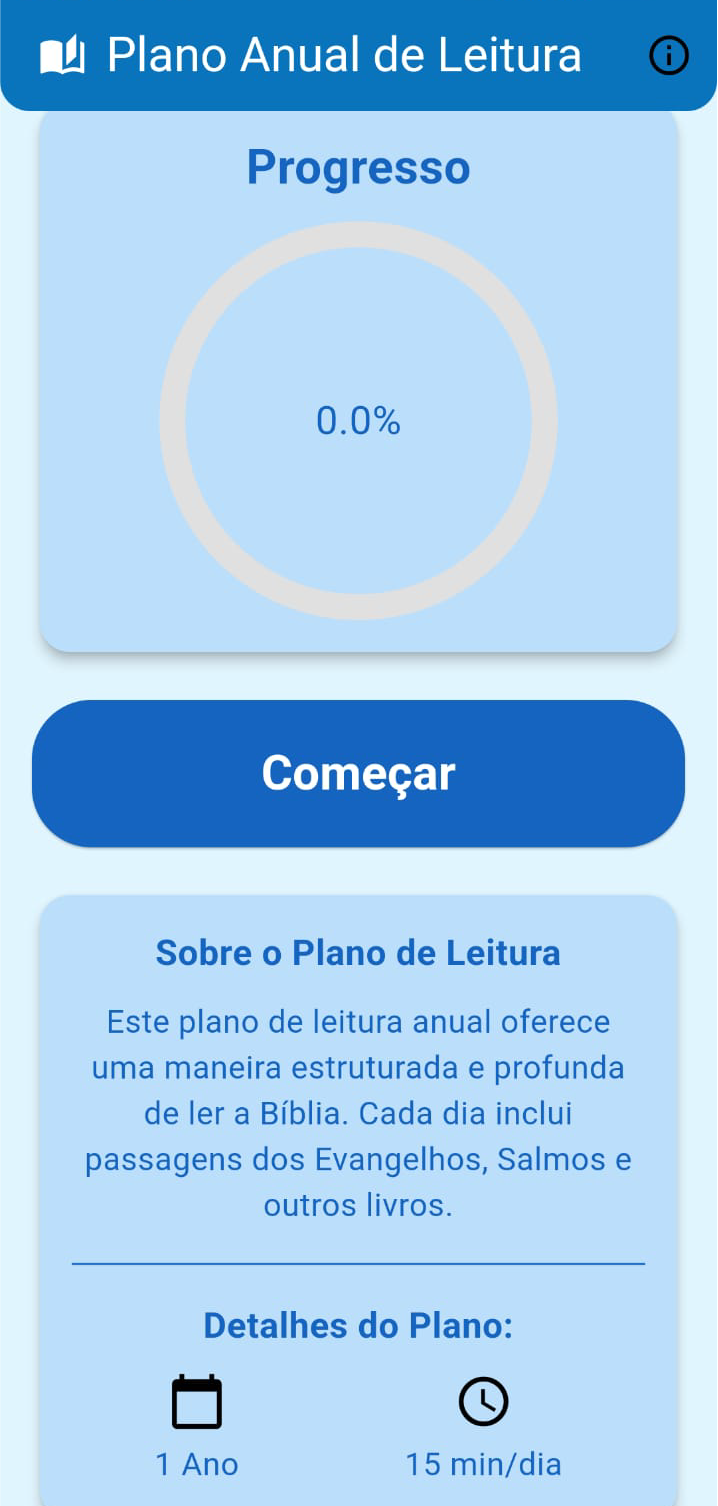 Plano Anual de Leitura
Progresso
0.0%
Começar
Sobre o Plano de Leitura
Este plano de leitura anual oferece
uma maneira estruturada e profunda
de ler a Bíblia. Cada dia inclui
passagens dos Evangelhos, Salmos e
outros livros.
Detalhes do Plano:
1 Ano
15 min/dia